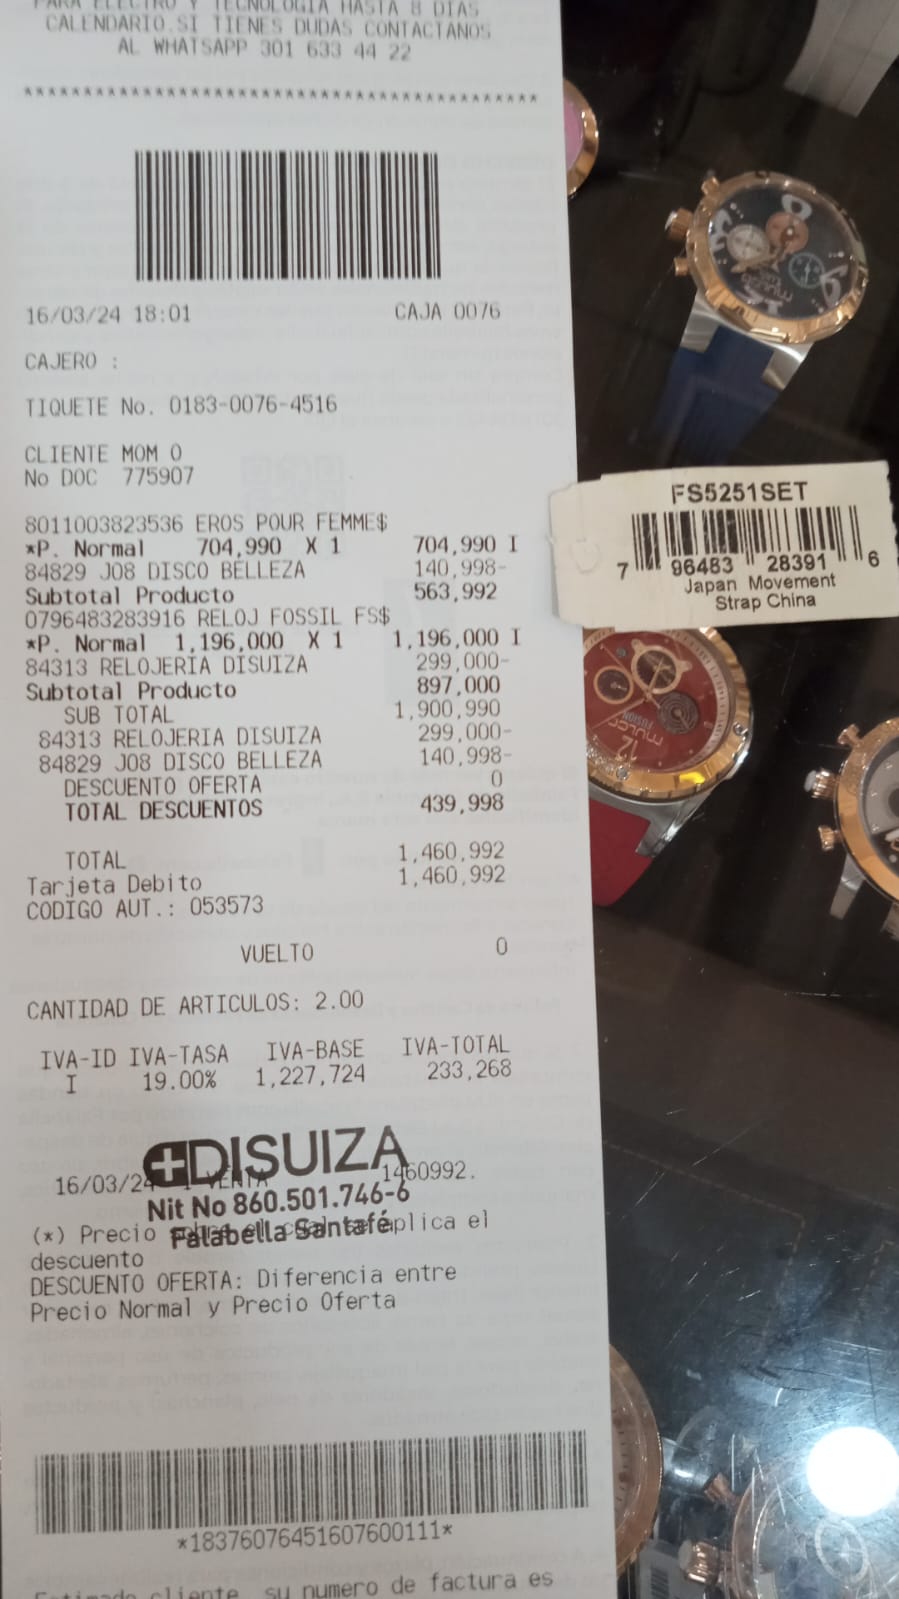 PARA ELECTRO Y TECNOLOGIA HASTA 8 DIAS
CALENDARIO.SI TIENES DUDAS CONTACTANOS
AL WHATSAPP 301 633 44 22
*******************************************
16/03/24 18:01 CAJA 0076
CAJERO :
TIQUETE No. 0183-0076-4516
CLIENTE MOM O
No DOC 775907
8011003823536 EROS POUR FEMME$
*P. Normal 704,990 X 1 704,990 I
84829 JO8 DISCO BELLEZA 140,998-
Subtotal Producto 563,992
0796483283916 RELOJ FOSSIL FS$
*P. Normal 1,196,000 X 1 1,196,000 I
84313 RELOJERIA DISUIZA 299,000-
Subtotal Producto 897,000
SUB TOTAL 1,900,990
84313 RELOJERIA DISUIZA 299,000-
84829 JO8 DISCO BELLEZA 140,998-
DESCUENTO OFERTA 0
TOTAL DESCUENTOS 439,998
TOTAL 1,460,992
Tarjeta Debito 1,460,992
CODIGO AUT.: 053573
VUELTO 0
CANTIDAD DE ARTICULOS: 2.00
IVA-ID IVA-TASA IVA-BASE IVA-TOTAL
I 19.00% 1,227,724 233,268
DISUIZA
16/03/24 VENTA 1460992.
Nit No 860.501.746-6
Falabella Santafé
(*) Precio aplica el
descuento
DESCUENTO OFERTA: Diferencia entre
Precio Normal y Precio Oferta
*18376076451607600111*
Estimado cliente, su numero de factura es
FS5251SET
7 96483 28391 6
Japan Movement
Strap China
MULCO
FUSION
12